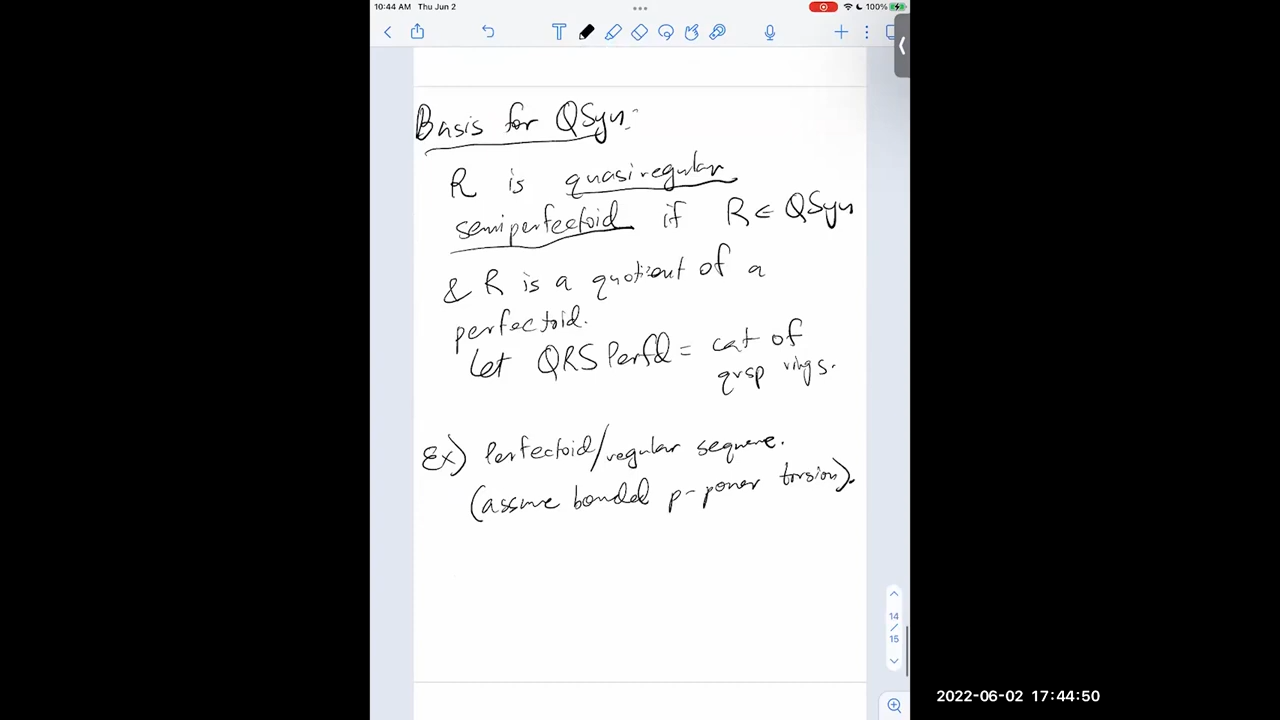 10:44 AM Thu Jun 2
100%
Basis for QSyn:
R is quasiregular
semiperfectoid if R ∈ QSyn
& R is a quotient of a
perfectoid.
Let QRSPerfd = cat of
qrsp rings.
Ex) Perfectoid/regular sequence.
(assume bounded p-power torsion).
14
/
15
2022-06-02 17:44:50